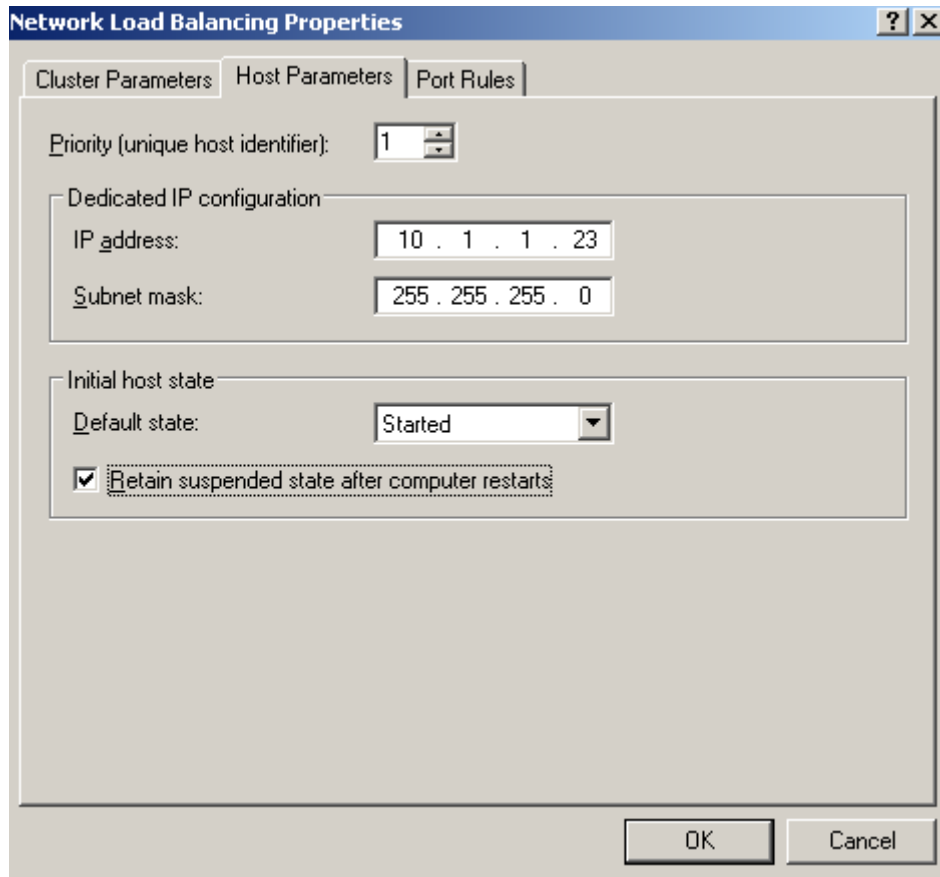 Network Load Balancing Properties
Cluster Parameters Host Parameters Port Rules
Priority (unique host identifier): 1
Dedicated IP configuration
IP address: 10 . 1 . 1 . 23
Subnet mask: 255 . 255 . 255 . 0
Initial host state
Default state: Started
Retain suspended state after computer restarts
OK Cancel